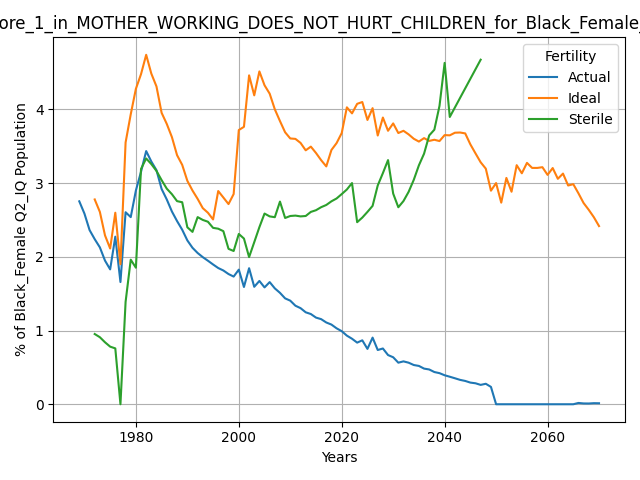 ore_1_in_MOTHER_WORKING_DOES_NOT_HURT_CHILDREN_for_Black_Female_
Fertility
Actual
Ideal
Sterile
% of Black_Female Q2_IQ Population
4
3
2
1
0
1980 2000 2020 2040 2060
Years